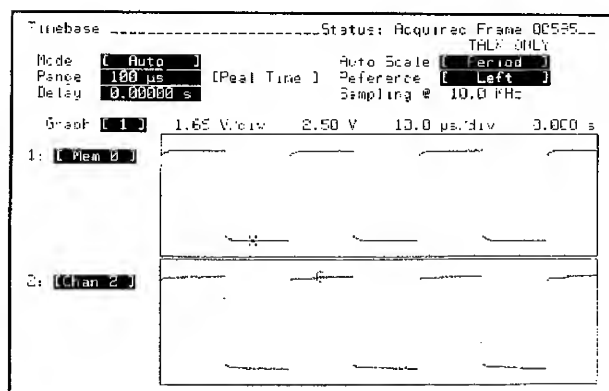 Timebase Status: Acquired Frame 00595
TALK ONLY
Mode [ Auto ] Auto Scale [ Period ]
Range 100 µs [Real Time ] Reference [ Left ]
Delay 0.00000 s Sampling @ 10.0 MHz
Graph [ 1 ] 1.65 V/div 2.50 V 10.0 µs/div 0.000 s
1: [ Mem 0 ]
2: [Chan 2 ]